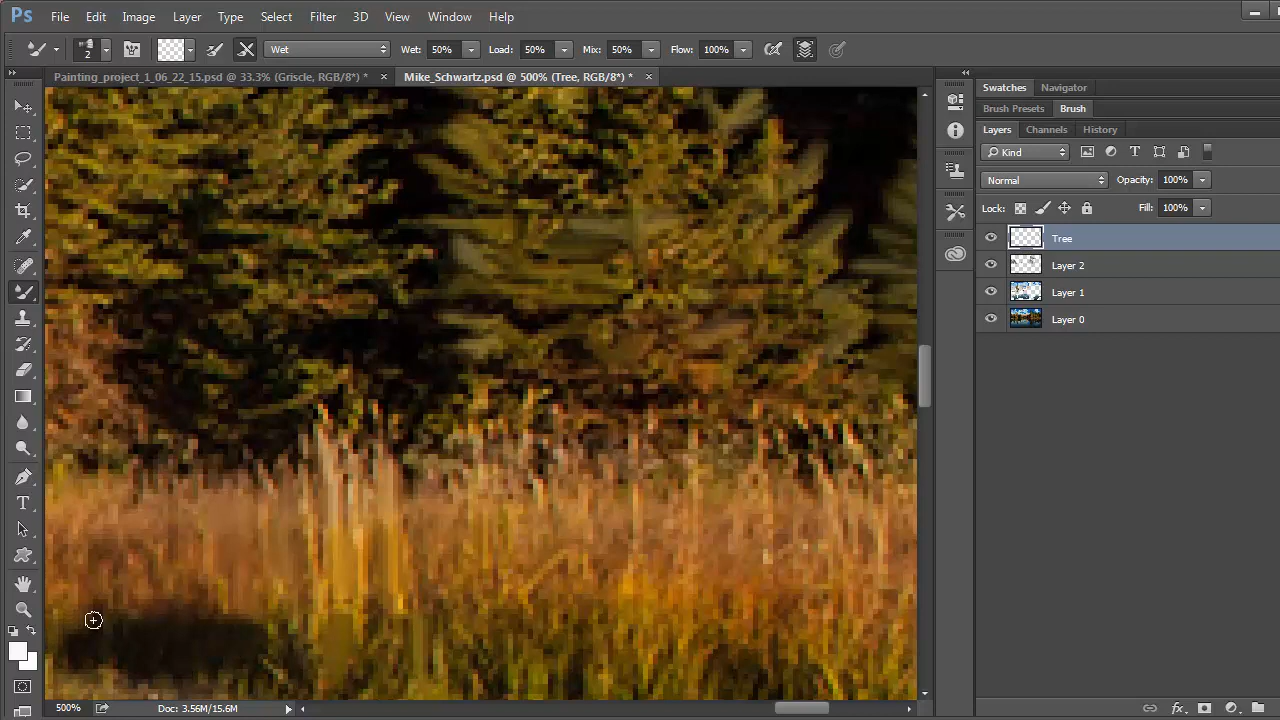 Ps File Edit Image Layer Type Select Filter 3D View Window Help
2 Wet Wet: 50% Load: 50% Mix: 50% Flow: 100%
Painting_project_1_06_22_15.psd @ 33.3% (Griscle, RGB/8*) * × Mike_Schwartz.psd @ 500% (Tree, RGB/8*) * ×
Swatches Navigator
Brush Presets Brush
Layers Channels History
Kind
Normal Opacity: 100%
Lock: Fill: 100%
Tree
Layer 2
Layer 1
Layer 0
500% Doc: 3.56M/15.6M